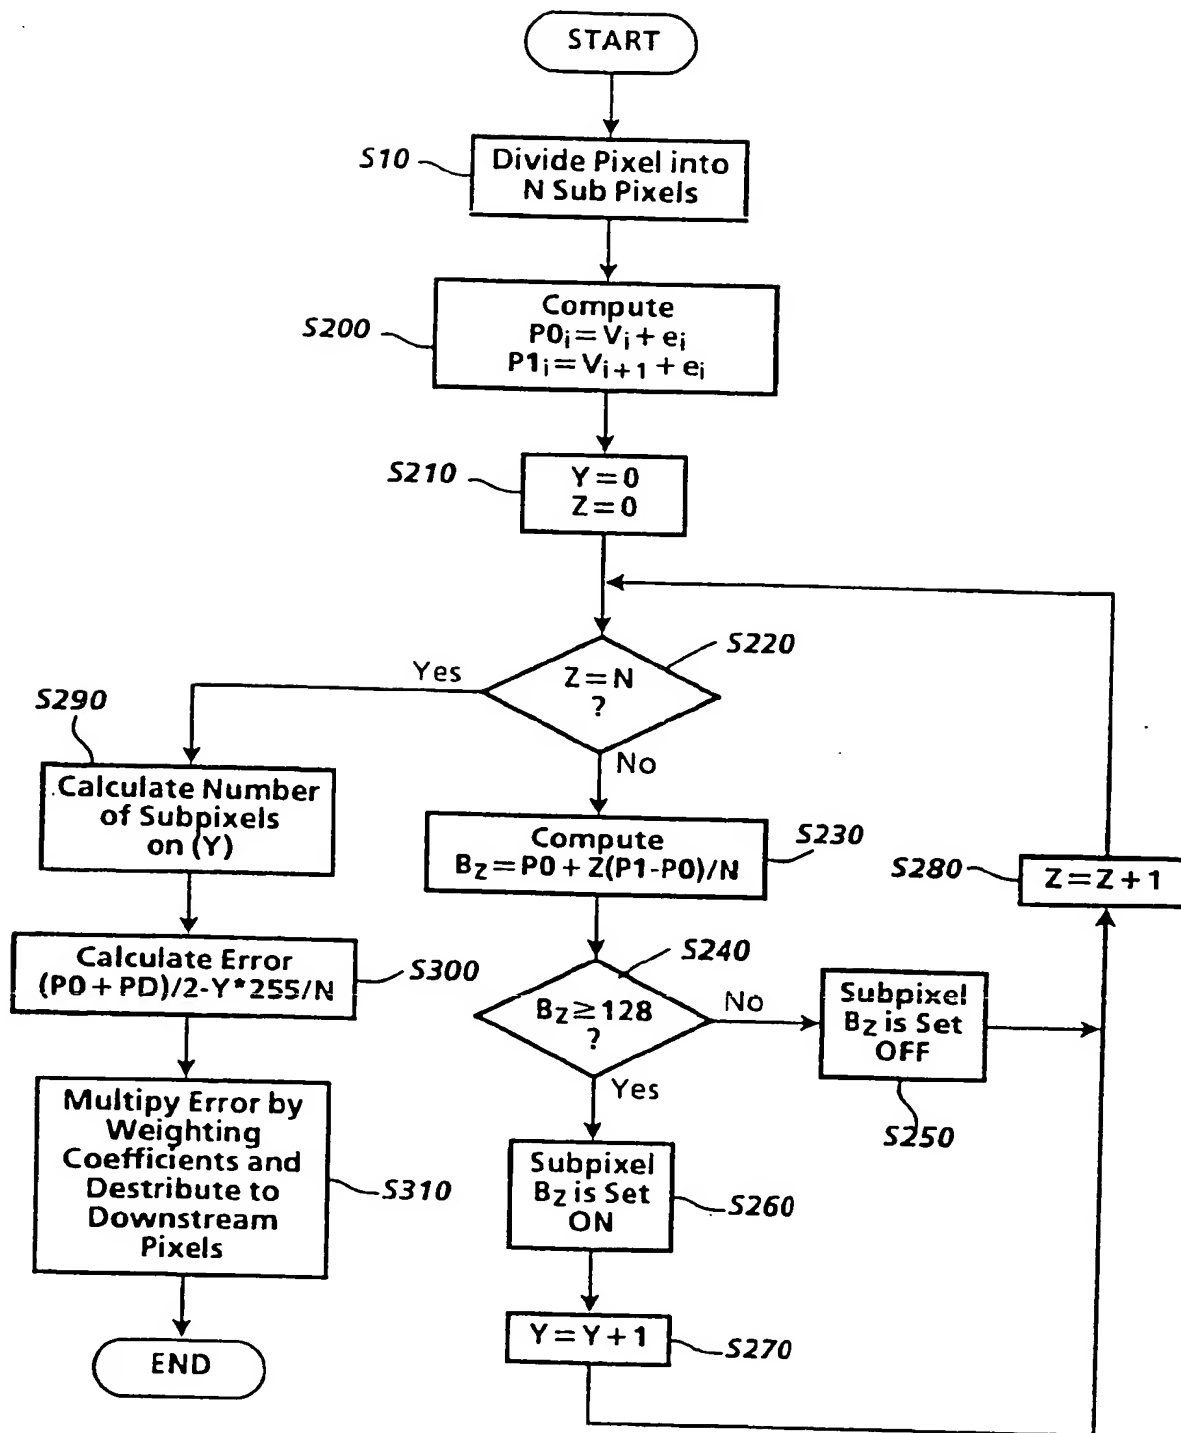 START
S10
Divide Pixel into
N Sub Pixels
S200
Compute
P0i = Vi + ei
P1i = Vi+1 + ei
S210
Y = 0
Z = 0
S220
Z = N
?
Yes
No
S290
Calculate Number
of Subpixels
on (Y)
S230
Compute
BZ = P0 + Z(P1-P0)/N
S280
Z = Z + 1
S300
Calculate Error
(P0 + PD)/2-Y*255/N
S240
BZ ≥ 128
?
No
Yes
Subpixel
BZ is Set
OFF
S250
Multipy Error by
Weighting
Coefficients and
Destribute to
Downstream
Pixels
S310
Subpixel
BZ is Set
ON
S260
Y = Y + 1
S270
END